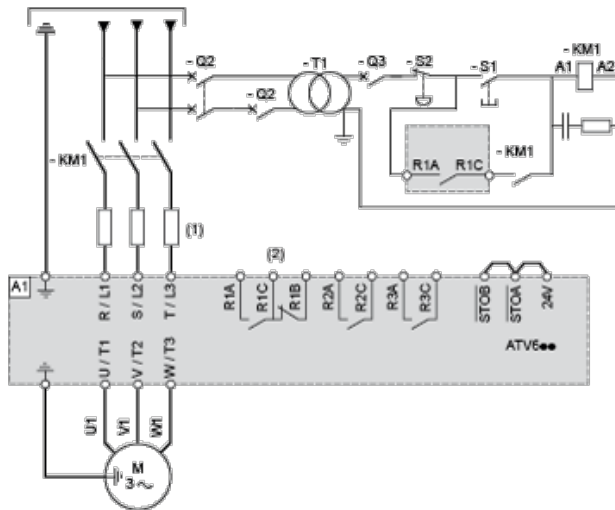 - Q2
- T1
- Q3
- S2
- S1
- KM1
A1
A2
- Q2
R1A
R1C
- KM1
- KM1
(1)
(2)
A1
R / L1
S / L2
T / L3
R1A
R1C
R1B
R2A
R2C
R3A
R3C
STOB
STOA
24V
U / T1
V / T2
W / T3
ATV6●●
U1
V1
W1
M
3 ~